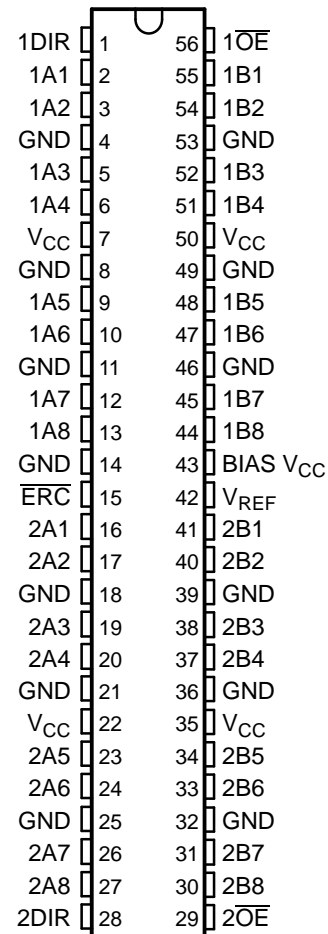 1DIR 1 56 1O̅E̅
1A1 2 55 1B1
1A2 3 54 1B2
GND 4 53 GND
1A3 5 52 1B3
1A4 6 51 1B4
VCC 7 50 VCC
GND 8 49 GND
1A5 9 48 1B5
1A6 10 47 1B6
GND 11 46 GND
1A7 12 45 1B7
1A8 13 44 1B8
GND 14 43 BIAS VCC
E̅R̅C̅ 15 42 VREF
2A1 16 41 2B1
2A2 17 40 2B2
GND 18 39 GND
2A3 19 38 2B3
2A4 20 37 2B4
GND 21 36 GND
VCC 22 35 VCC
2A5 23 34 2B5
2A6 24 33 2B6
GND 25 32 GND
2A7 26 31 2B7
2A8 27 30 2B8
2DIR 28 29 2O̅E̅